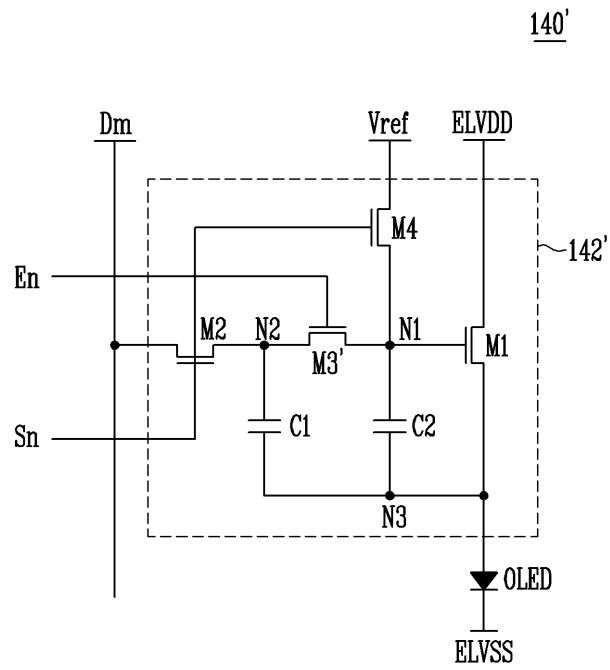 140'
Dm
Vref
ELVDD
M4
142'
En
M2
N2
M3'
N1
M1
C1
C2
Sn
N3
OLED
ELVSS